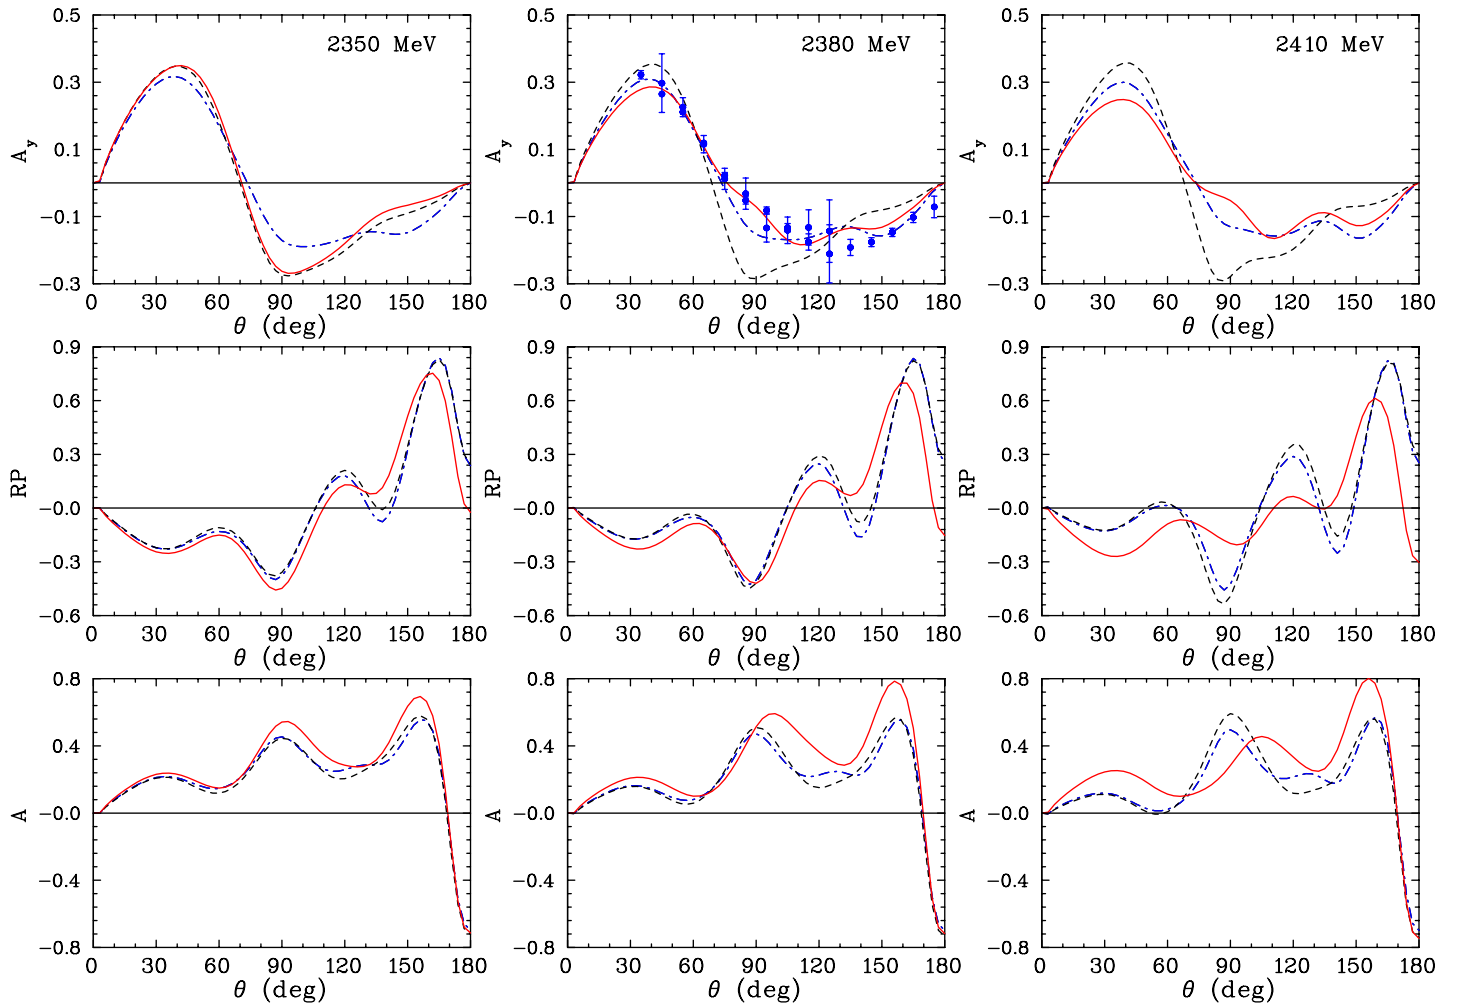 0.5 0.5 0.5
2350 MeV 2380 MeV 2410 MeV
0.3 0.3 0.3
A_y A_y A_y
0.1 0.1 0.1
−0.1 −0.1 −0.1
−0.3 −0.3 −0.3
0 30 60 90 120 150 180 0 30 60 90 120 150 180 0 30 60 90 120 150 180
θ (deg) θ (deg) θ (deg)
0.9 0.9 0.9
0.6 0.6 0.6
0.3 0.3 0.3
RP RP RP
−0.0 −0.0 −0.0
−0.3 −0.3 −0.3
−0.6 −0.6 −0.6
0 30 60 90 120 150 180 0 30 60 90 120 150 180 0 30 60 90 120 150 180
θ (deg) θ (deg) θ (deg)
0.8 0.8 0.8
0.4 0.4 0.4
A A A
−0.0 −0.0 −0.0
−0.4 −0.4 −0.4
−0.8 −0.8 −0.8
0 30 60 90 120 150 180 0 30 60 90 120 150 180 0 30 60 90 120 150 180
θ (deg) θ (deg) θ (deg)